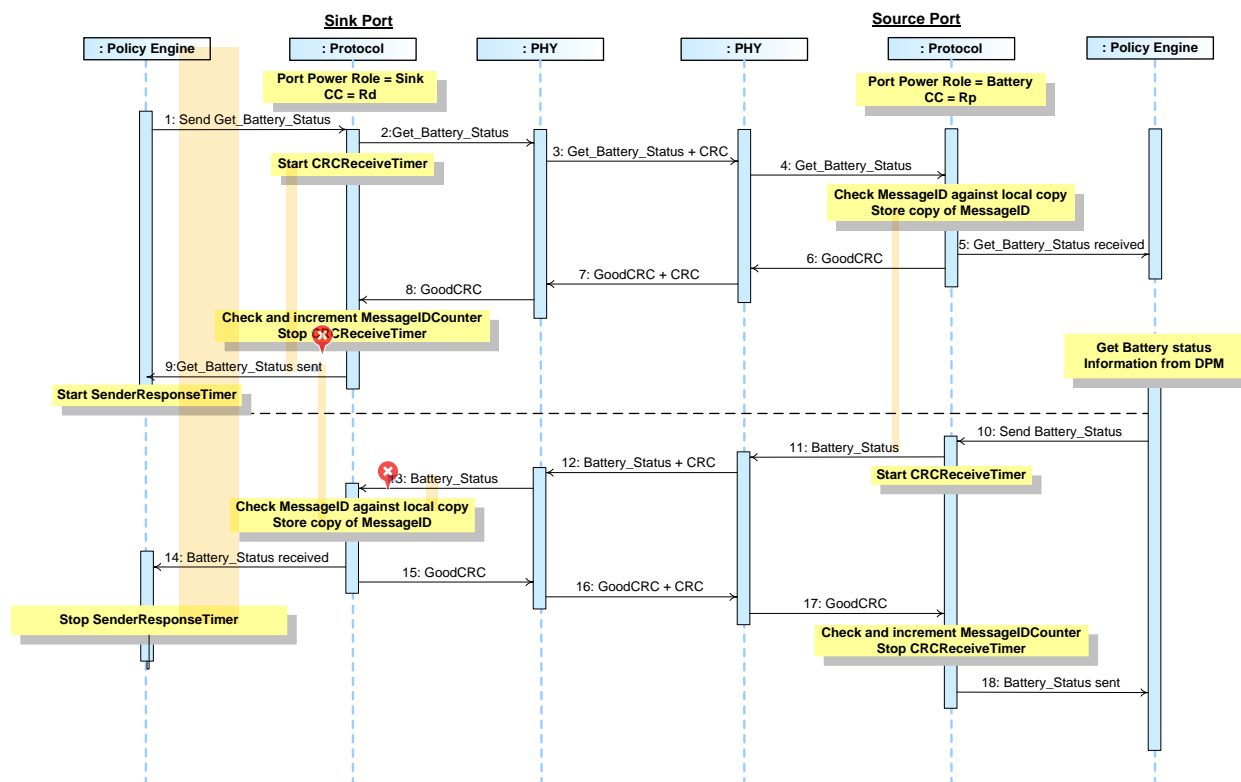 Sink Port
Source Port
: Policy Engine
: Protocol
: PHY
: PHY
: Protocol
: Policy Engine
Port Power Role = Sink
CC = Rd
Port Power Role = Battery
CC = Rp
1: Send Get_Battery_Status
2:Get_Battery_Status
Start CRCReceiveTimer
3: Get_Battery_Status + CRC
4: Get_Battery_Status
Check MessageID against local copy
Store copy of MessageID
5: Get_Battery_Status received
6: GoodCRC
7: GoodCRC + CRC
8: GoodCRC
Check and increment MessageIDCounter
Stop CRCReceiveTimer
9:Get_Battery_Status sent
Start SenderResponseTimer
Get Battery status
Information from DPM
10: Send Battery_Status
11: Battery_Status
Start CRCReceiveTimer
12: Battery_Status + CRC
13: Battery_Status
Check MessageID against local copy
Store copy of MessageID
14: Battery_Status received
15: GoodCRC
16: GoodCRC + CRC
17: GoodCRC
Stop SenderResponseTimer
Check and increment MessageIDCounter
Stop CRCReceiveTimer
18: Battery_Status sent